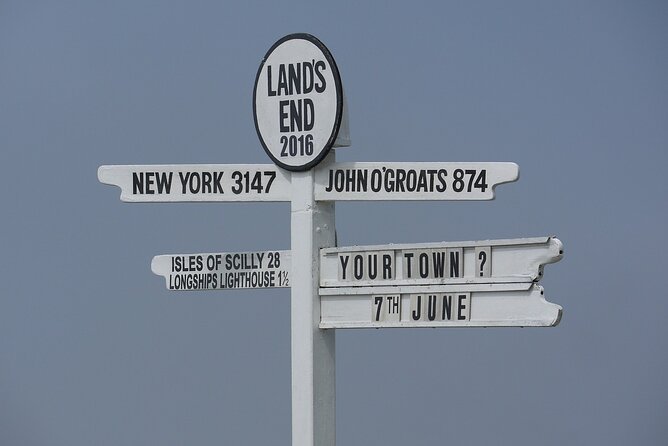 LAND'S
END
2016
NEW YORK 3147
JOHN O'GROATS 874
ISLES OF SCILLY 28
LONGSHIPS LIGHTHOUSE 1½
YOUR TOWN ?
7TH JUNE